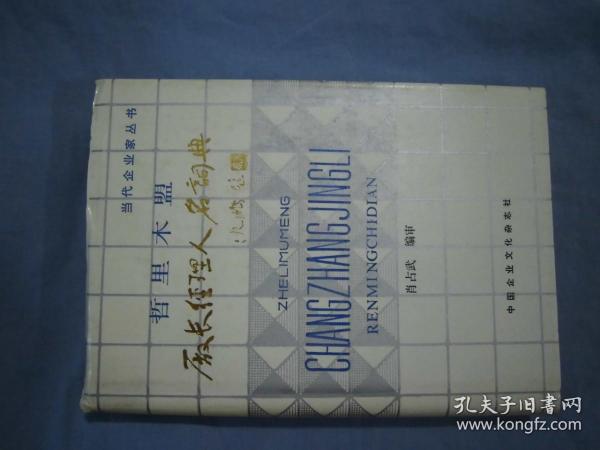 当代企业家丛书
哲里木盟
厰长经理人名詞典
ZHELIMUMENG
CHANGZHANGJINGLI
RENMINGCHIDIAN
肖占武 编审
中国企业文化杂志社
孔夫子旧书网
www.kongfz.com